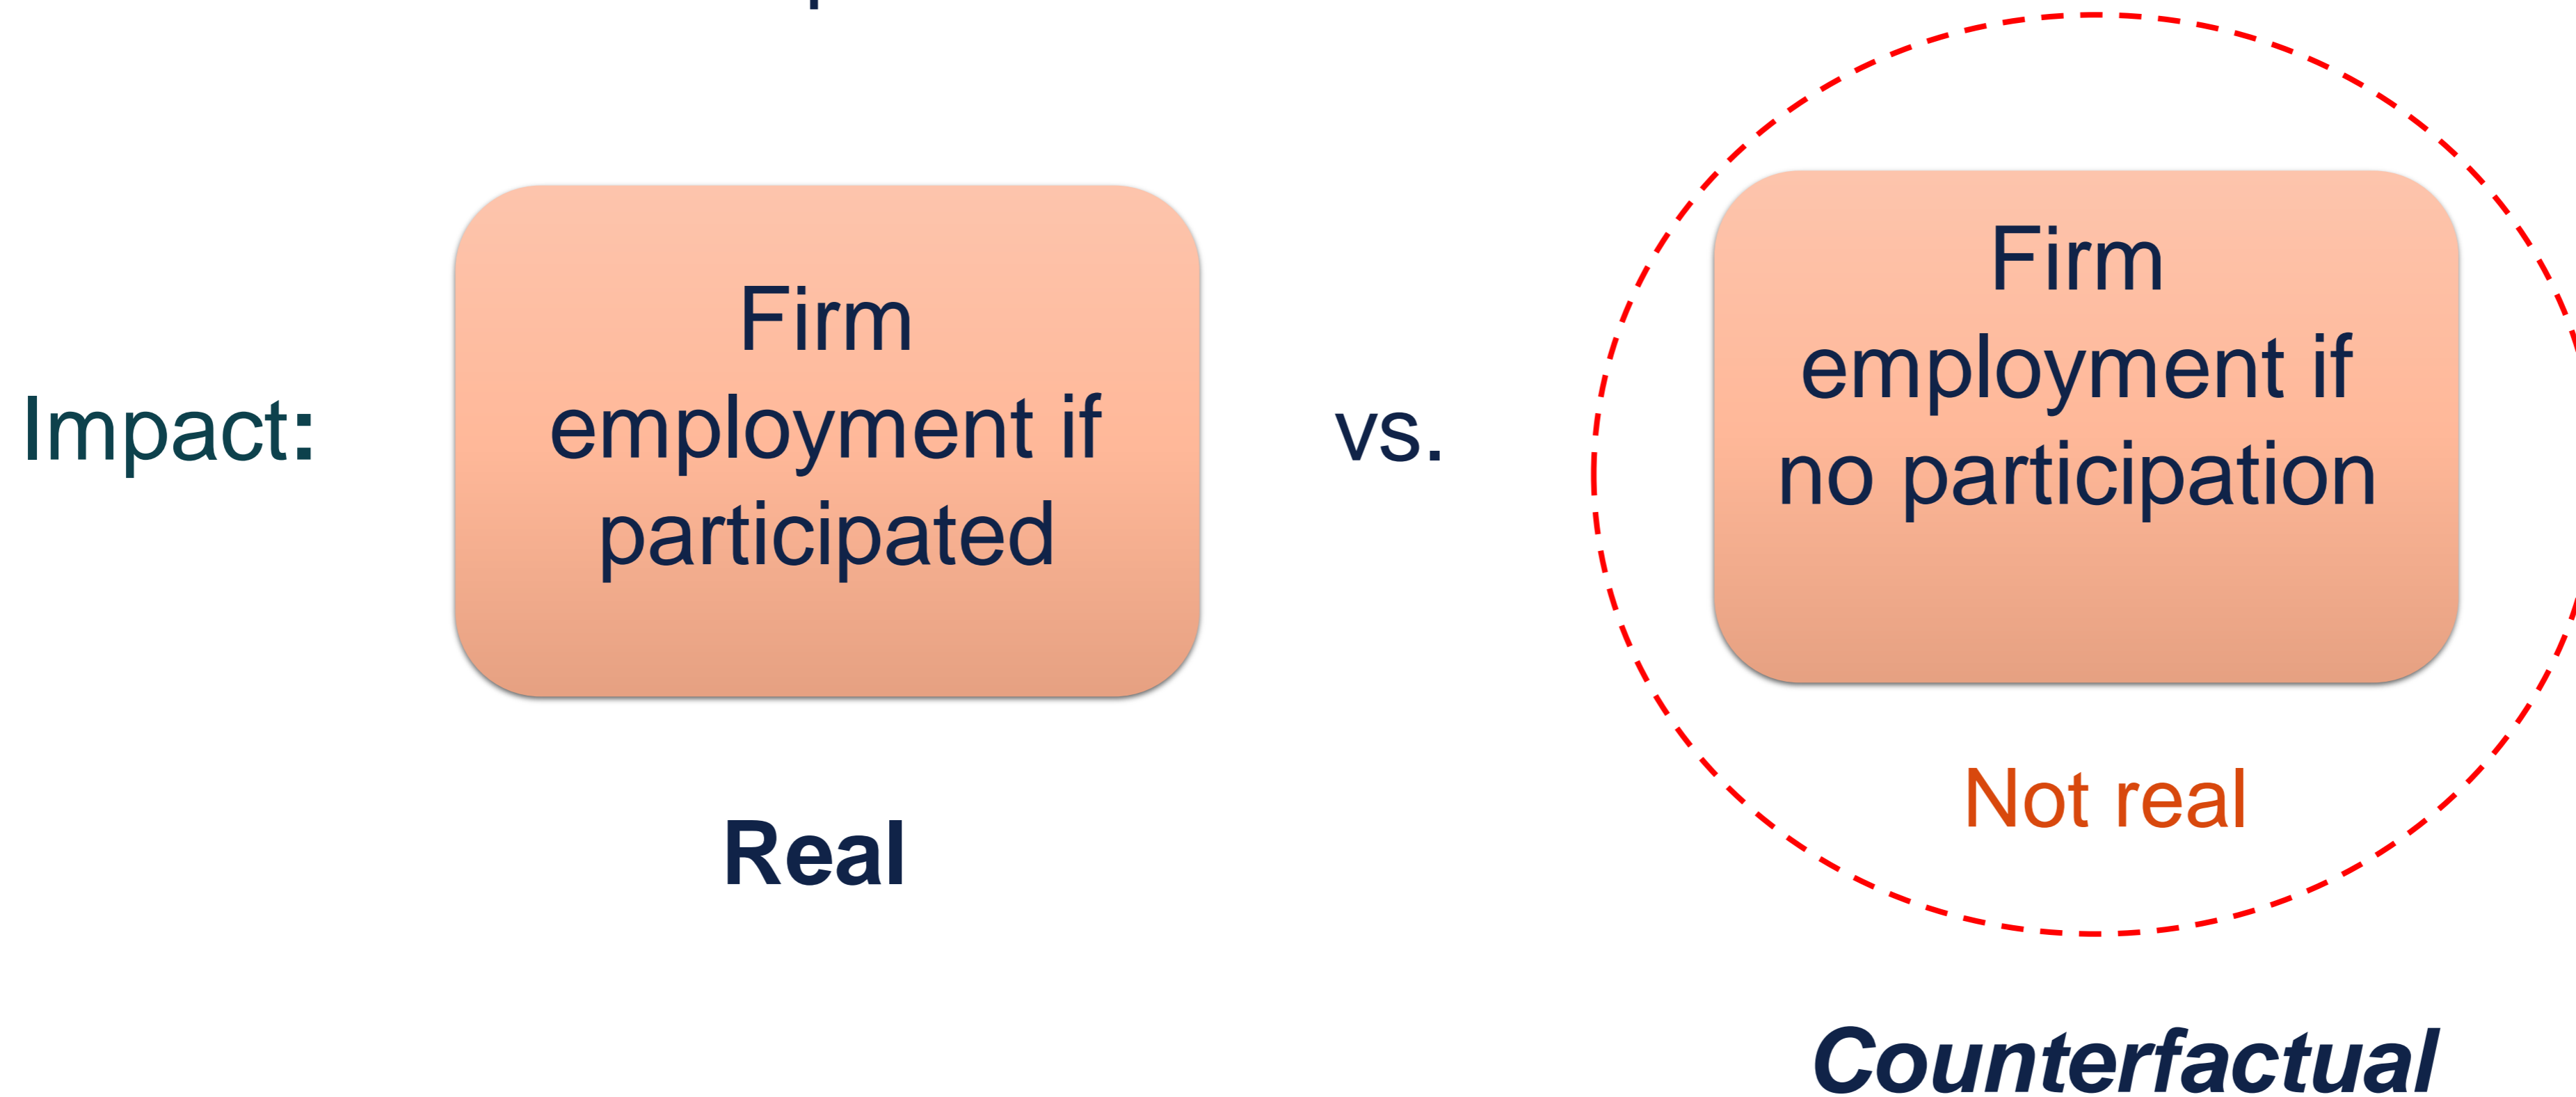 Impact:
Firm
employment if
participated
Real
vs.
Firm
employment if
no participation
Not real
Counterfactual